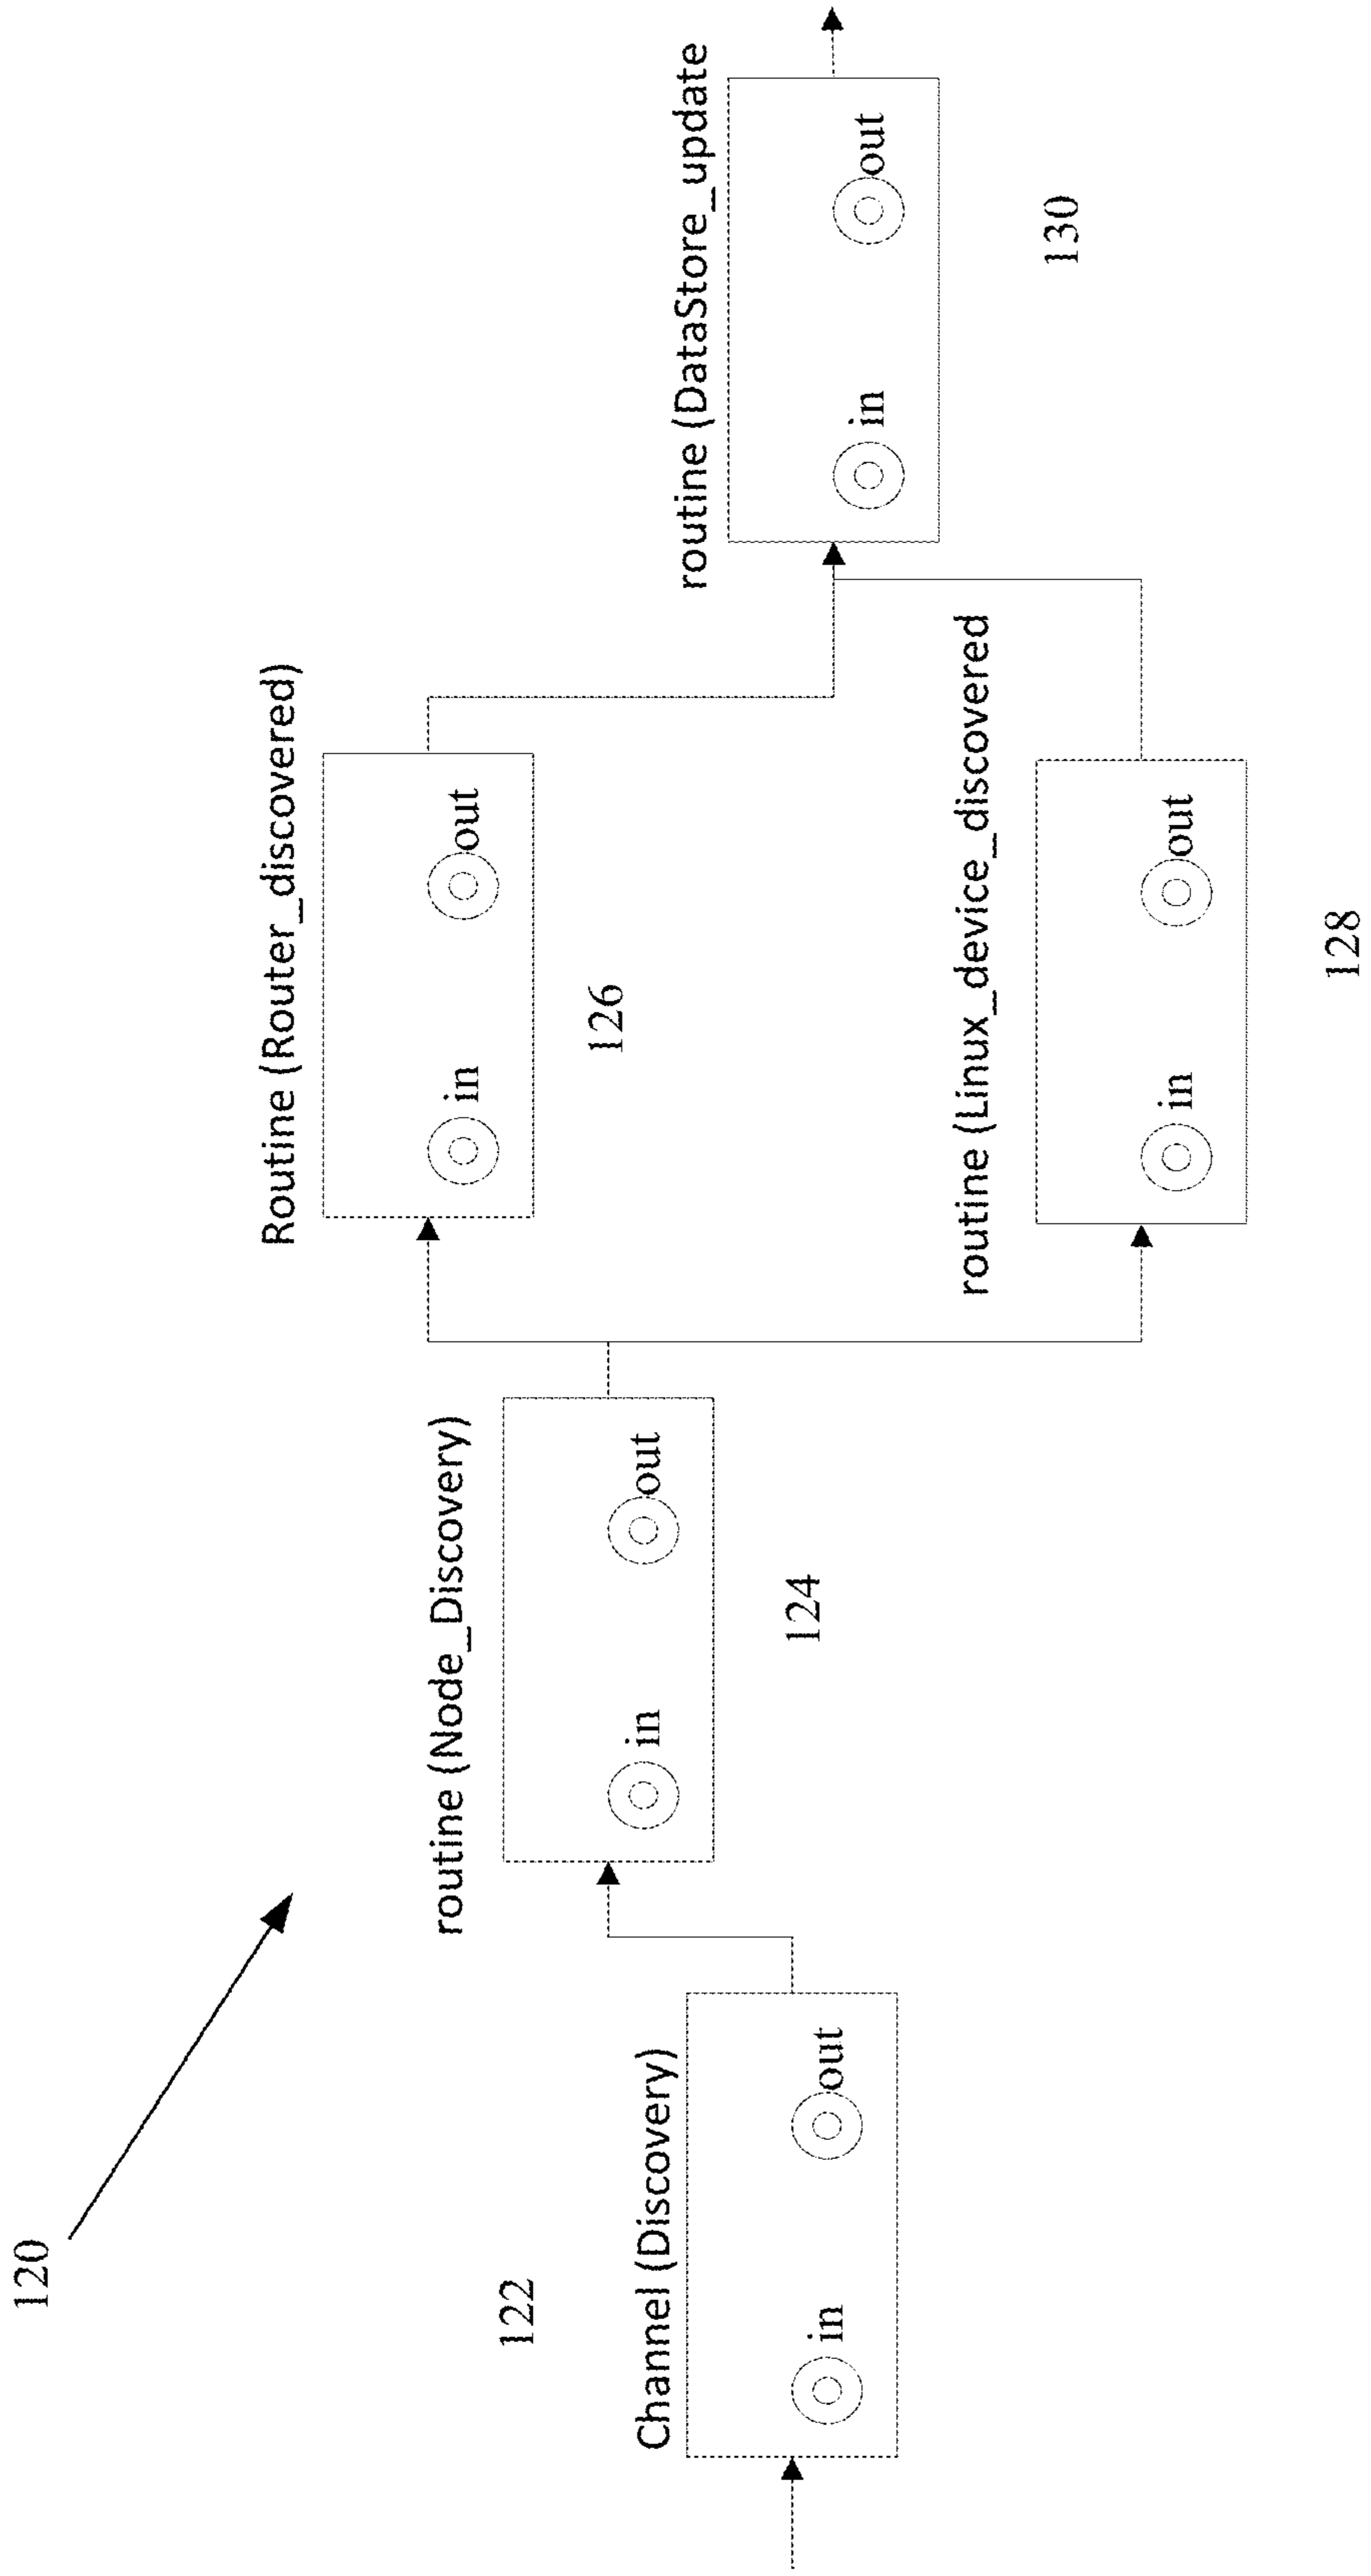 120
122
Channel (Discovery)
in
out
routine (Node_Discovery)
in
out
124
Routine (Router_discovered)
in
out
126
routine (Linux_device_discovered
in
out
128
routine (DataStore_update
in
out
130